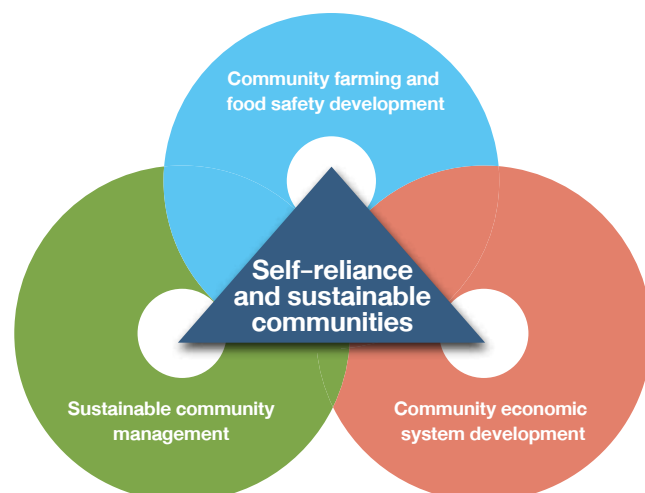 Community farming and
food safety development
Self-reliance
and sustainable
communities
Sustainable community
management
Community economic
system development